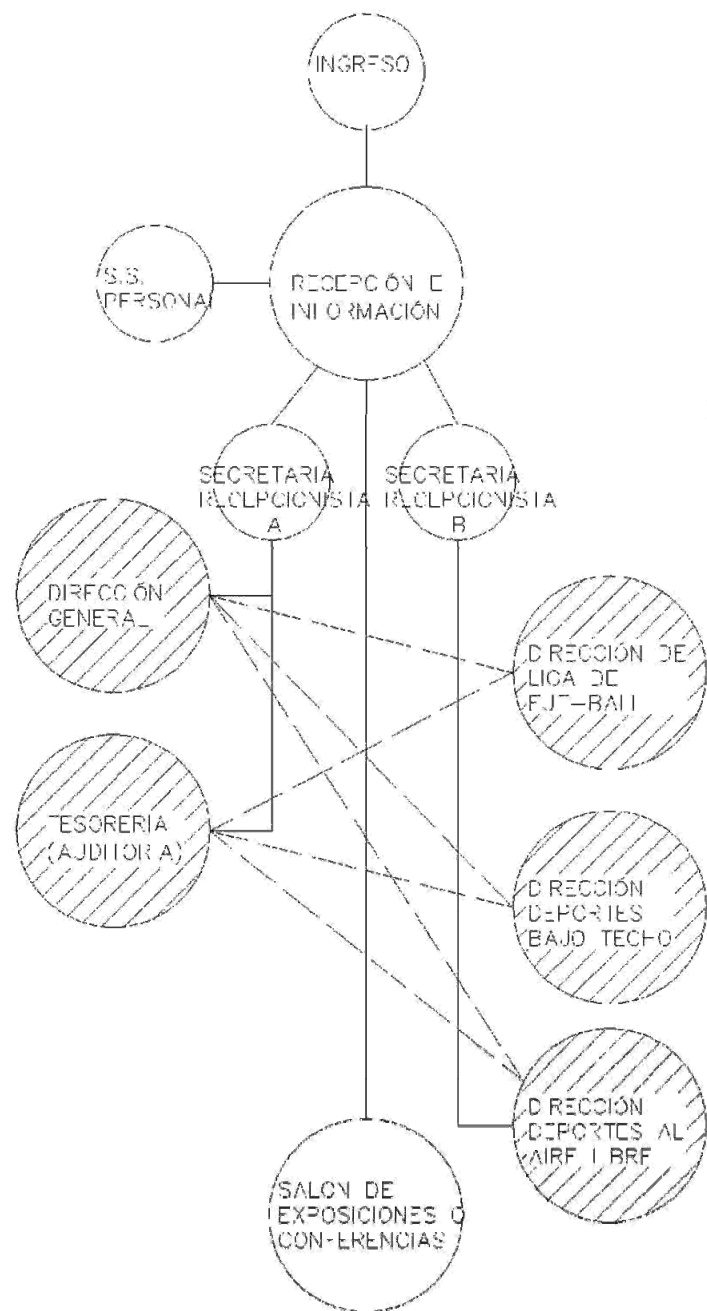 INGRESO
S.S.
PERSONAL
RECEPCIÓN E
INFORMACIÓN
SECRETARIA
RECEPCIONISTA
A
SECRETARIA
RECEPCIONISTA
B
DIRECCIÓN
GENERAL
DIRECCIÓN DE
LIGA DE
FUT-BALL
TESORERIA
(AUDITORIA)
DIRECCIÓN
DEPORTES
BAJO TECHO
DIRECCIÓN
DEPORTES AL
AIRE LIBRE
SALON DE
EXPOSICIONES O
CONFERENCIAS